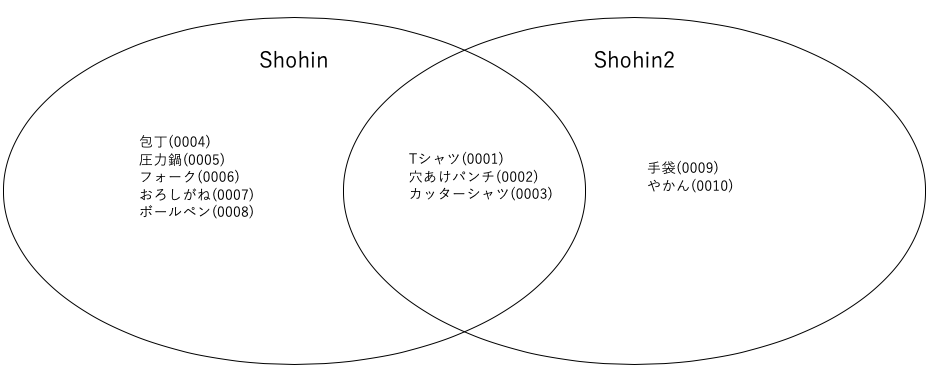 Shohin
Shohin2
包丁(0004)
圧力鍋(0005)
フォーク(0006)
おろしがね(0007)
ボールペン(0008)
Tシャツ(0001)
穴あけパンチ(0002)
カッターシャツ(0003)
手袋(0009)
やかん(0010)